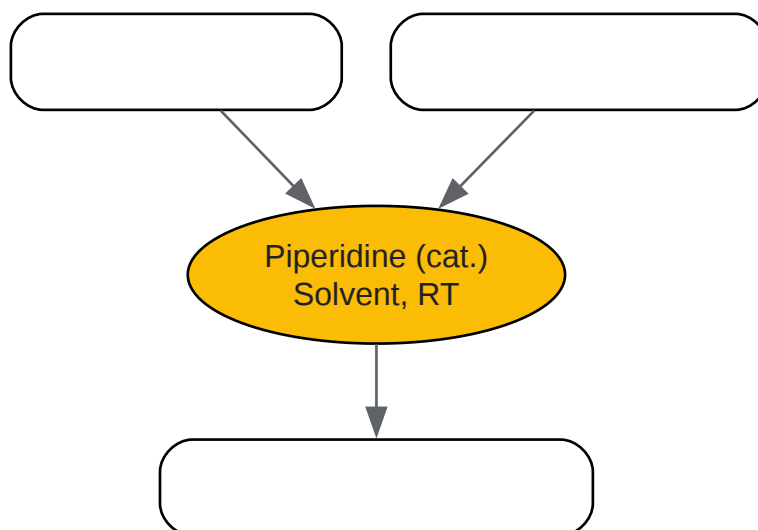 Piperidine (cat.)
Solvent, RT